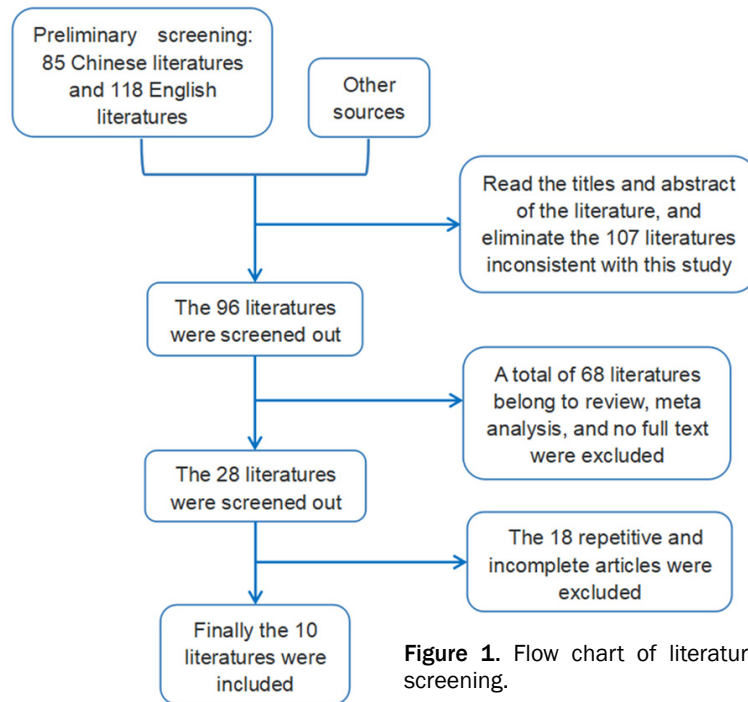 Preliminary screening:
85 Chinese literatures
and 118 English
literatures
Other
sources
Read the titles and abstract
of the literature, and
eliminate the 107 literatures
inconsistent with this study
The 96 literatures
were screened out
A total of 68 literatures
belong to review, meta
analysis, and no full text
were excluded
The 28 literatures
were screened out
The 18 repetitive and
incomplete articles were
excluded
Finally the 10
literatures were
included
Figure 1. Flow chart of literatur
screening.